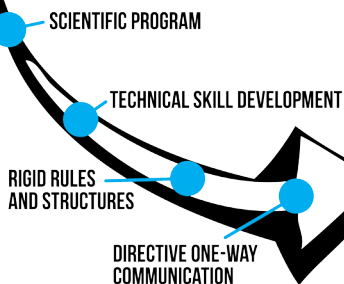 SCIENTIFIC PROGRAM
TECHNICAL SKILL DEVELOPMENT
RIGID RULES
AND STRUCTURES
DIRECTIVE ONE-WAY
COMMUNICATION